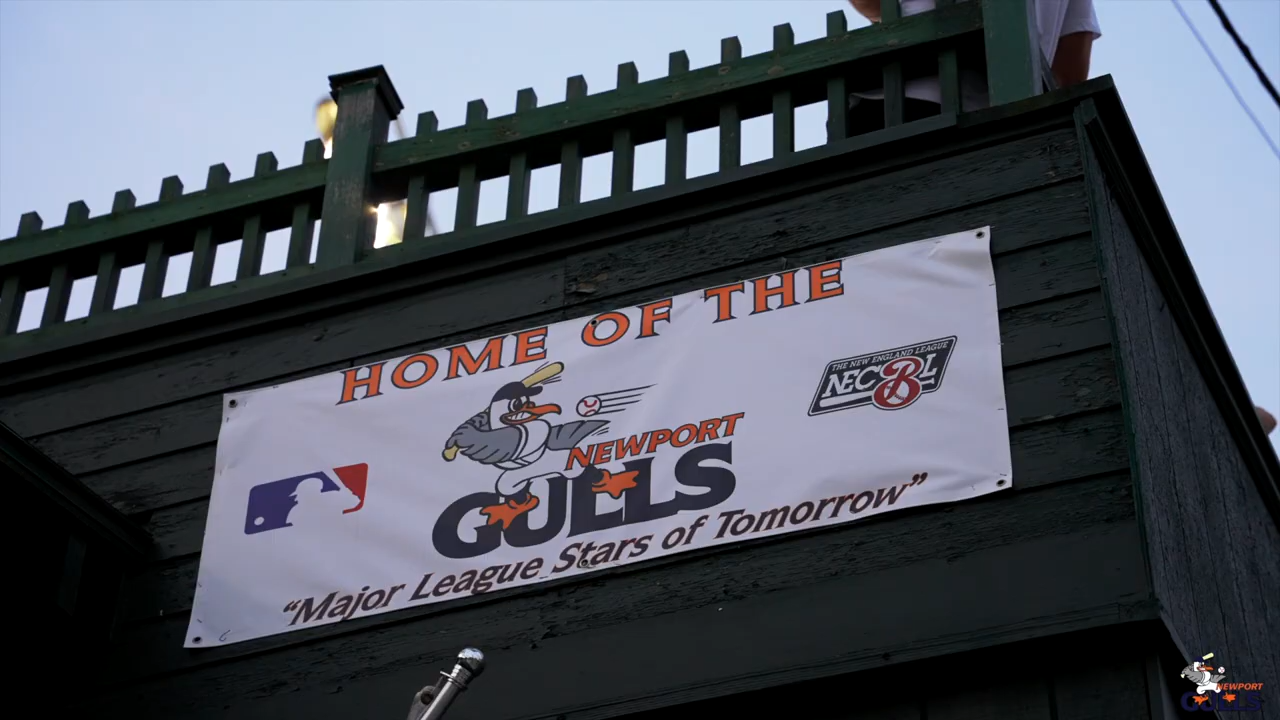 HOME OF THE
THE NEW ENGLAND LEAGUE
NECBL
NEWPORT
GULLS
“Major League Stars of Tomorrow”
NEWPORT
GULLS